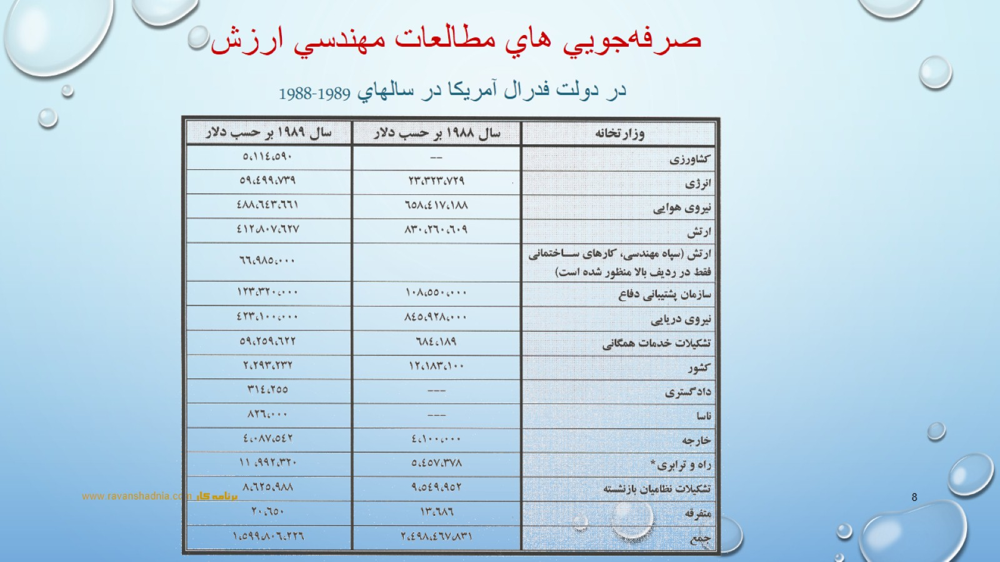 صرفه‌جويي هاي مطالعات مهندسي ارزش
در دولت فدرال آمريكا در سالهاي 1989-1988
وزارتخانه سال ۱۹۸۸ بر حسب دلار سال ۱۹۸۹ بر حسب دلار
کشاورزی -- ٥،١١٤،٥٩٠
انرژی ٢٣،٣٢٣،٧٢٩ ٥٩،٤٩٩،٧٣٩
نیروی هوایی ٦٥٨،٤١٧،١٨٨ ٤٨٨،٦٤٣،٦٦١
ارتش ٨٣٠،٢٦٠،٦٠٩ ٤١٢،٨٠٧،٦٢٧
ارتش (سپاه مهندسی، کارهای ســاختمانی
فقط در ردیف بالا منظور شده است) ٦٦،٩٨٥،٠٠٠
سازمان پشتیبانی دفاع ١٠٨،٥٥٠،٠٠٠ ١٢٣،٣٢٠،٠٠٠
نیروی دریایی ٨٤٥،٩٢٨،٠٠٠ ٤٢٣،١٠٠،٠٠٠
تشکیلات خدمات همگانی ٦٨٤،١٨٩ ٥٩،٢٥٩،٦٢٢
کشور ١٢،١٨٣،١٠٠ ٢،٢٩٣،٢٣٢
دادگستری --- ٣١٤،٢٥٥
ناسا --- ٨٢٦،٠٠٠
خارجه ٤،١٠٠،٠٠٠ ٤،٠٨٧،٥٤٢
راه و ترابری* ٥،٤٥٧،٣٧٨ ١١،٩٩٢،٣٢٠
تشکیلات نظامیان بازنشسته ٩،٥٤٩،٩٥٢ ٨،٦٢٥،٩٨٨
متفرقه ١٣،٦٨٦ ٢٠،٦٥٠
جمع ٢،٤٩٨،٤٦٧،٨٣١ ١،٥٩٩،٨٠٦،٢٢٦
برنامه کار www.ravanshadnia.com
8